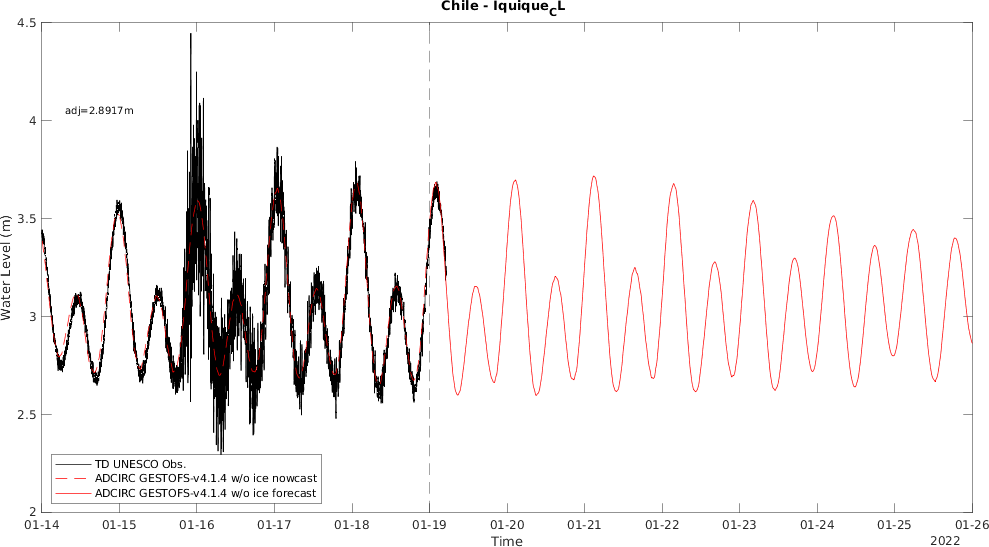 Chile - Iquique_CL
4.5
4
3.5
3
2.5
2
Water Level (m)
adj=2.8917m
TD UNESCO Obs.
ADCIRC GESTOFS-v4.1.4 w/o ice nowcast
ADCIRC GESTOFS-v4.1.4 w/o ice forecast
01-14 01-15 01-16 01-17 01-18 01-19 01-20 01-21 01-22 01-23 01-24 01-25 01-26
Time
2022